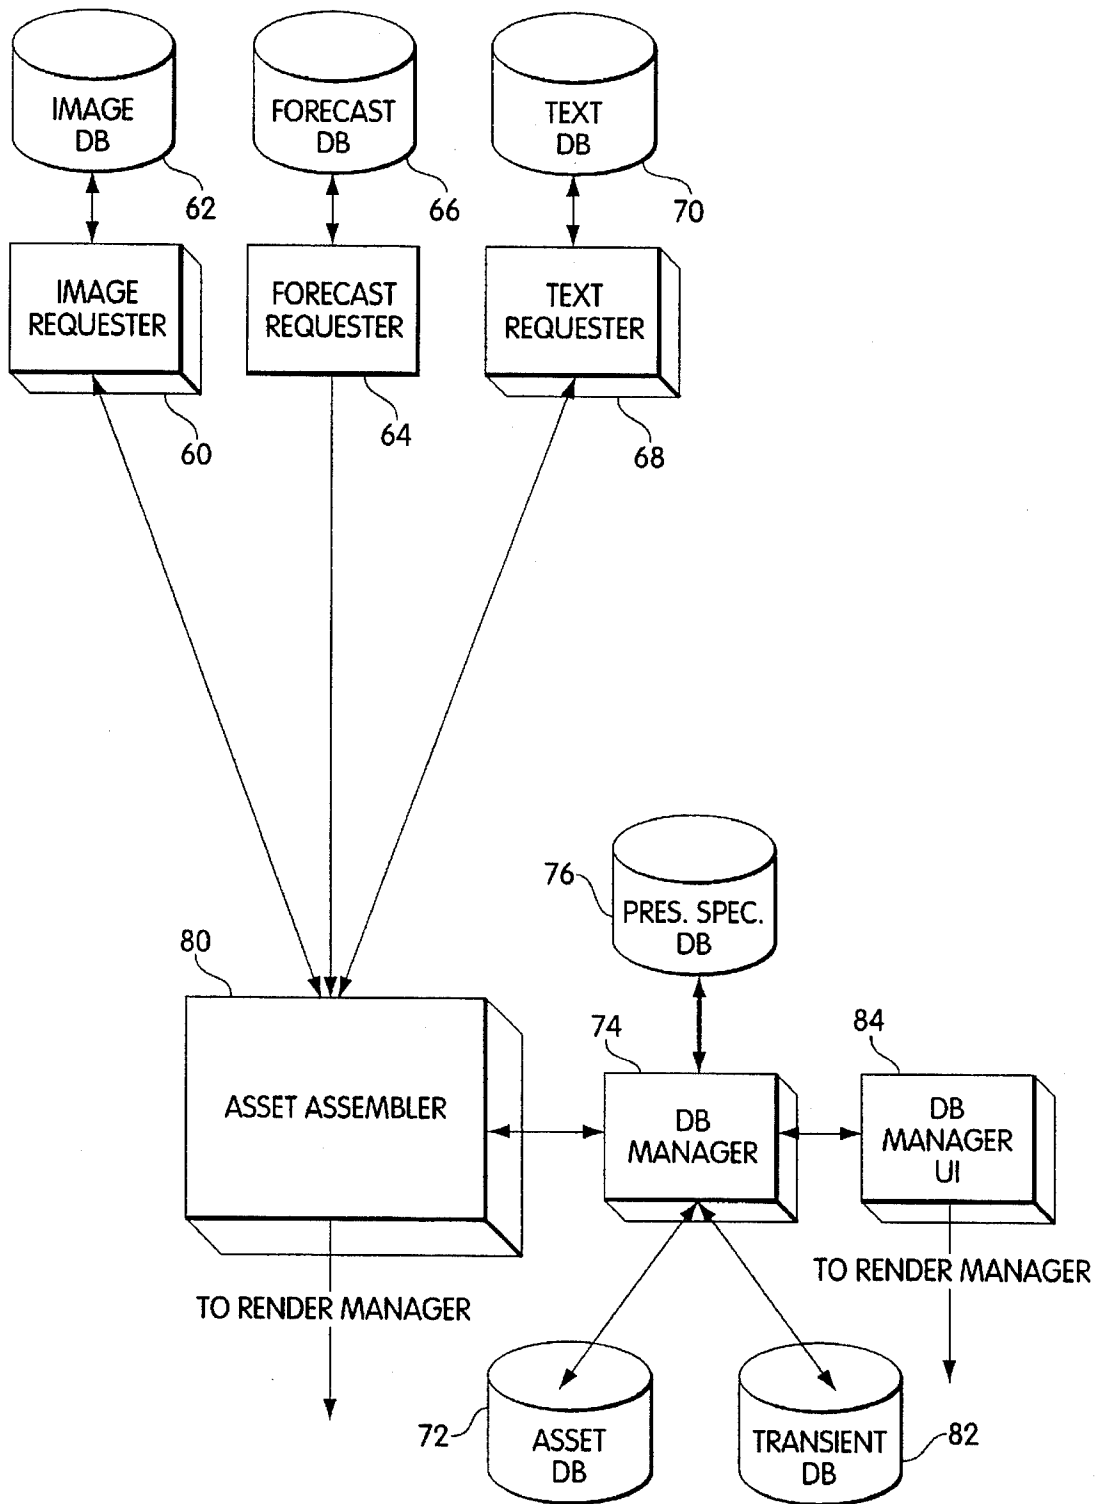 IMAGE
DB
FORECAST
DB
TEXT
DB
62
66
70
IMAGE
REQUESTER
FORECAST
REQUESTER
TEXT
REQUESTER
60
64
68
76
PRES. SPEC.
DB
80
74
84
ASSET ASSEMBLER
DB
MANAGER
DB
MANAGER
UI
TO RENDER MANAGER
TO RENDER MANAGER
72
ASSET
DB
TRANSIENT
DB
82